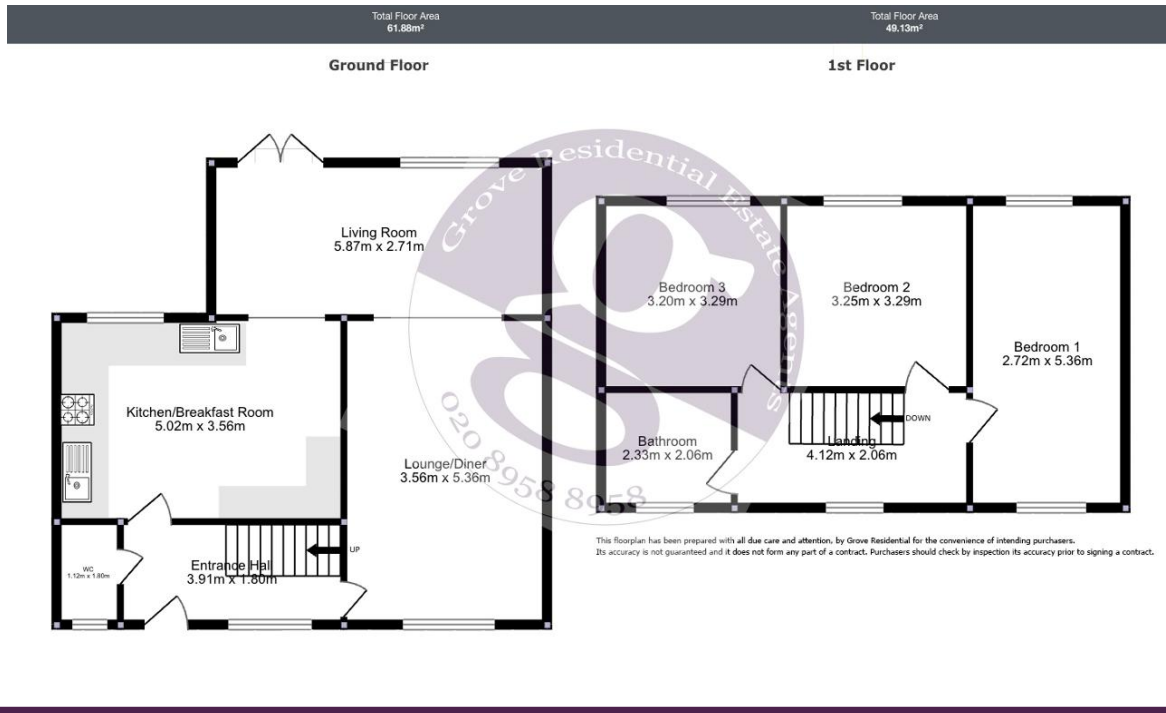 Total Floor Area
61.88m²
Total Floor Area
49.13m²
Ground Floor
1st Floor
Living Room
5.87m x 2.71m
Kitchen/Breakfast Room
5.02m x 3.56m
Lounge/Diner
3.56m x 5.36m
WC
1.12m x 1.80m
Entrance Hall
3.91m x 1.80m
UP
Bedroom 3
3.20m x 3.29m
Bedroom 2
3.25m x 3.29m
Bedroom 1
2.72m x 5.36m
Bathroom
2.33m x 2.06m
Landing
4.12m x 2.06m
DOWN
Grove Residential Estate Agents
020 8958 8958
This floorplan has been prepared with all due care and attention, by Grove Residential for the convenience of intending purchasers.
Its accuracy is not guaranteed and it does not form any part of a contract. Purchasers should check by inspection its accuracy prior to signing a contract.